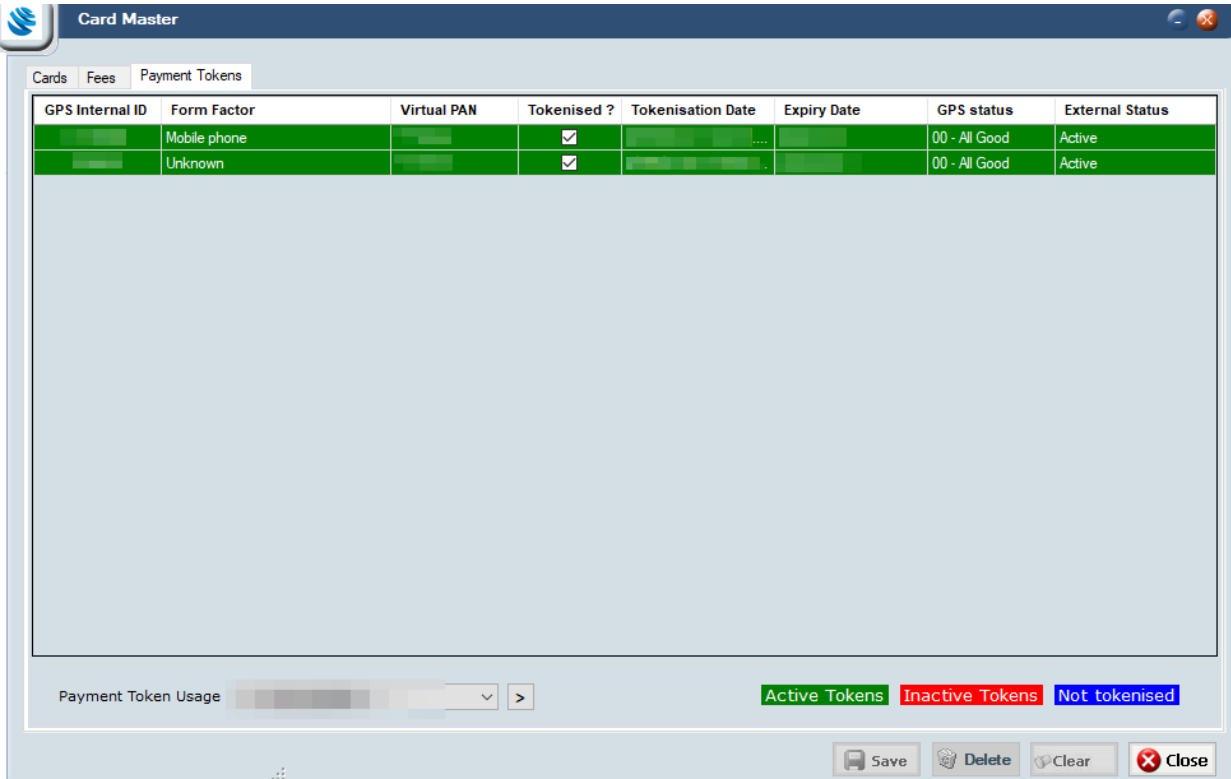 Card Master
Cards Fees Payment Tokens
GPS Internal ID Form Factor Virtual PAN Tokenised ? Tokenisation Date Expiry Date GPS status External Status
Mobile phone .... 00 - All Good Active
Unknown . 00 - All Good Active
Payment Token Usage > Active Tokens Inactive Tokens Not tokenised
Save Delete Clear Close